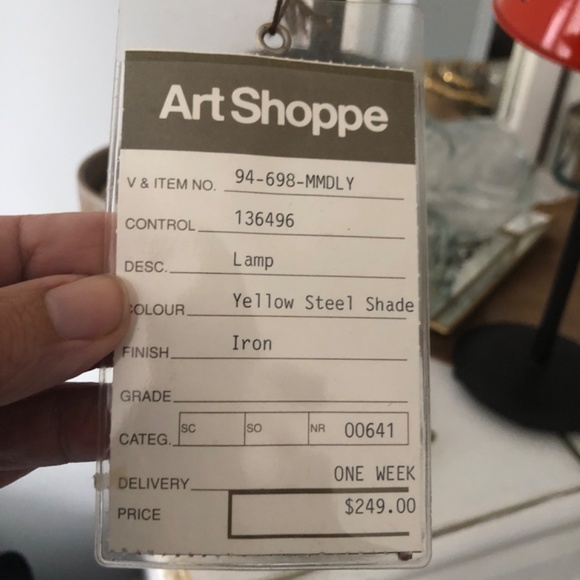 Art Shoppe
V & ITEM NO. 94-698-MMDLY
CONTROL 136496
DESC. Lamp
COLOUR Yellow Steel Shade
FINISH Iron
GRADE
CATEG. SC SO NR 00641
DELIVERY ONE WEEK
PRICE $249.00